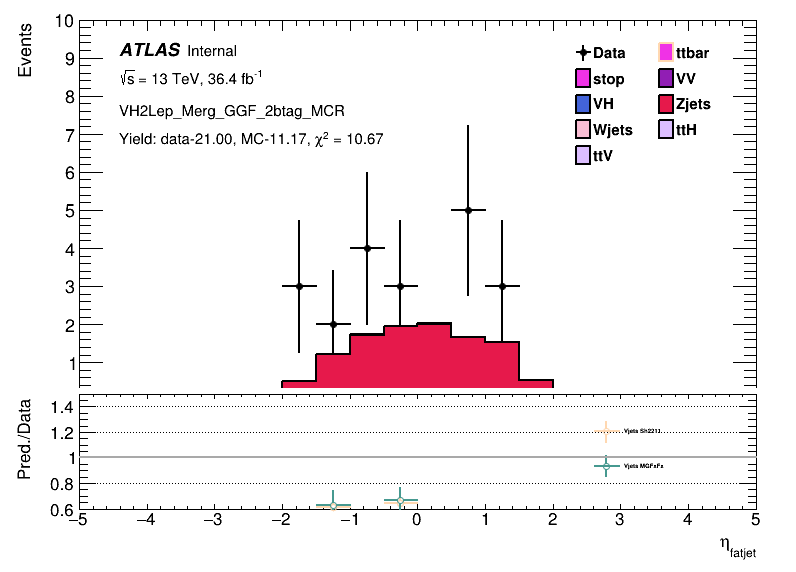 Events
10
9
8
7
6
5
4
3
2
1
ATLAS Internal
√s = 13 TeV, 36.4 fb⁻¹
VH2Lep_Merg_GGF_2btag_MCR
Yield: data-21.00, MC-11.17, χ² = 10.67
Data ttbar
stop VV
VH Zjets
Wjets ttH
ttV
Pred./Data
1.4
1.2
1
0.8
0.6
Vjets Sh2211
Vjets MGFxFx
−5 −4 −3 −2 −1 0 1 2 3 4 5
η_fatjet